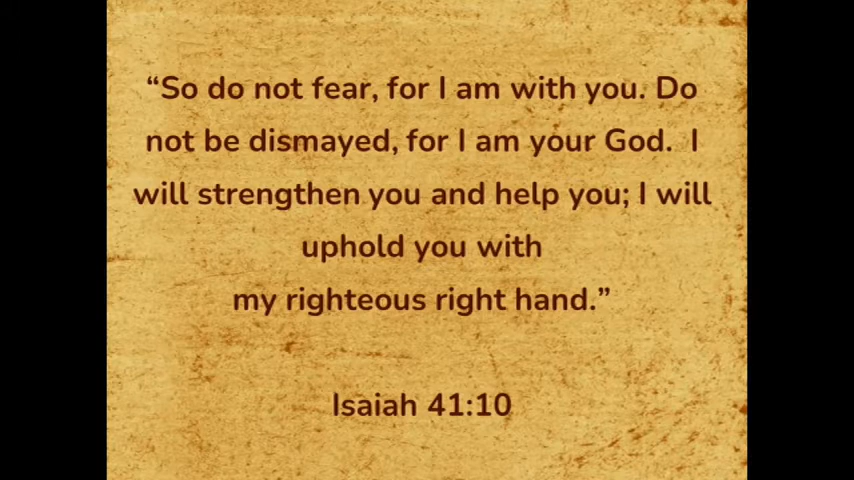 “So do not fear, for I am with you. Do
not be dismayed, for I am your God.  I
will strengthen you and help you; I will
uphold you with
my righteous right hand.”
Isaiah 41:10